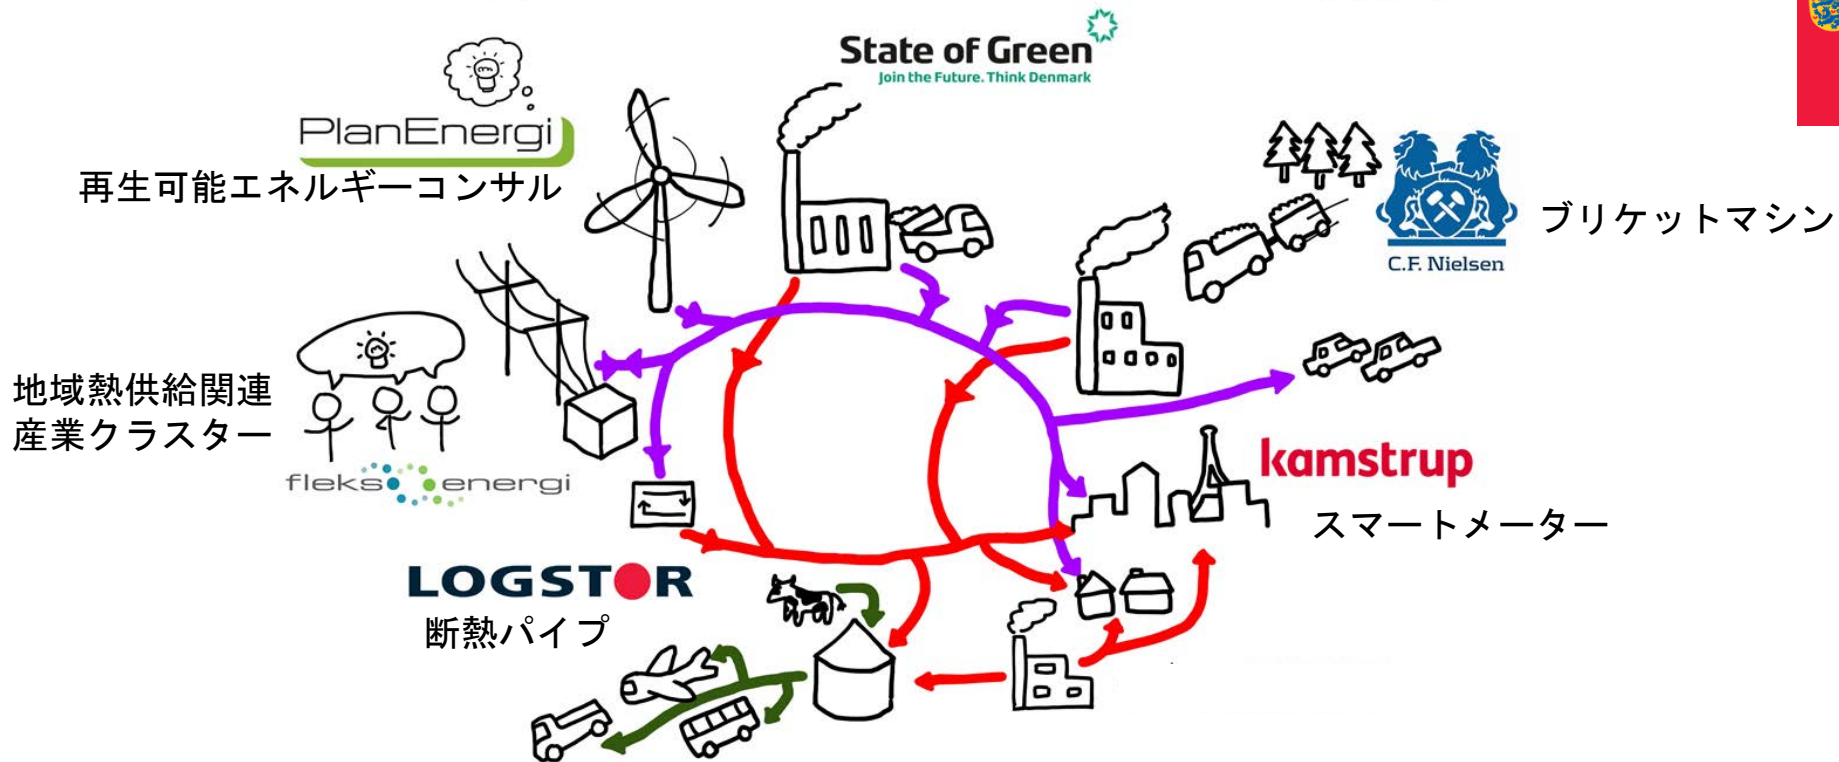 State of Green
Join the Future. Think Denmark
PlanEnergi
再生可能エネルギーコンサル
C.F. Nielsen
ブリケットマシン
地域熱供給関連
産業クラスター
fleksenergi
kamstrup
スマートメーター
LOGSTOR
断熱パイプ